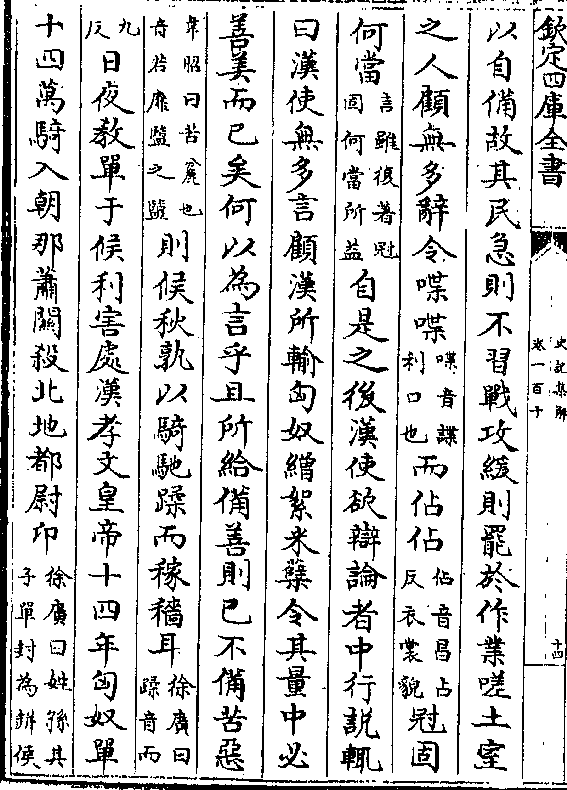 欽定四庫全書
史記集解
卷一百十
十四
以自備故其民急則不習戰攻緩則罷於作業嗟土室
之人顧無多辭令喋喋喋音諜利口也而佔佔佔音昌占反衣裳貌冠固
何當言雖復著冠固何當所益自是之後漢使欲辯論者中行説輒
曰漢使無多言顧漢所輸匈奴繒絮米糵令其量中必
善美而已矣何以為言乎且所給備善則已不備苦惡
韋昭曰苦麄也音若靡盬之盬則候秋孰以騎馳蹂而稼穡耳徐廣曰蹂音而
九反日夜教單于候利害處漢孝文皇帝十四年匈奴單
十四萬騎入朝那蕭關殺北地都尉卬徐廣曰姓孫其子單封為缾侯